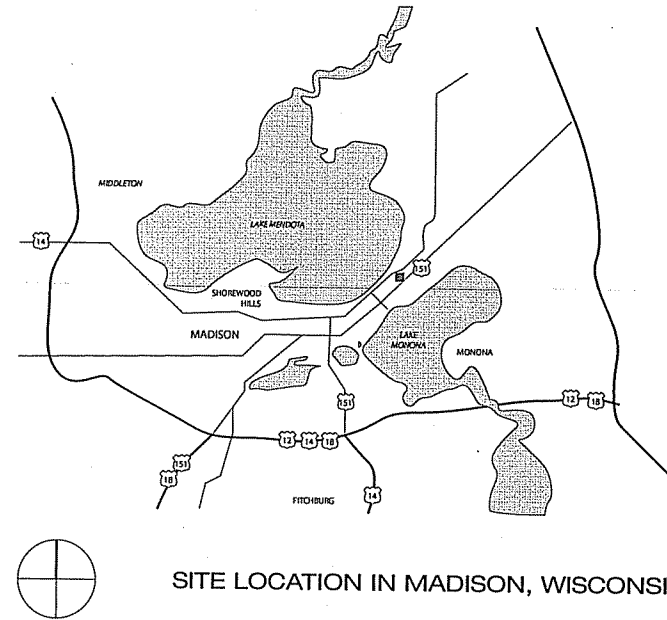 MIDDLETON
LAKE MENDOTA
14
151
SHOREWOOD
HILLS
MADISON
LAKE
MONONA
MONONA
151
12
18
12
14
18
151
18
14
FITCHBURG
SITE LOCATION IN MADISON, WISCONSI